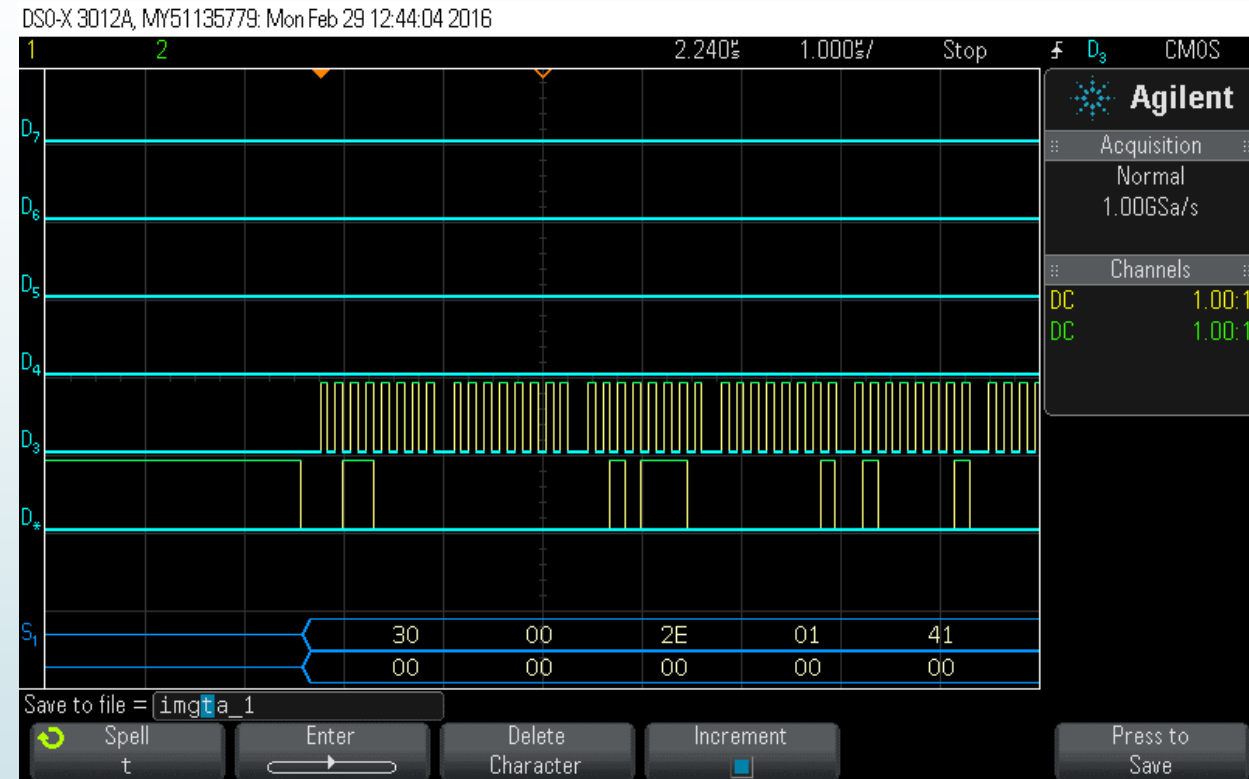 DSO-X 3012A, MY51135779: Mon Feb 29 12:44:04 2016
1 2 2.240㎲ 1.000㎲/ Stop D₃ CMOS
Agilent
Acquisition
Normal
1.00GSa/s
Channels
DC 1.00:1
DC 1.00:1
D₇
D₆
D₅
D₄
D₃
D*
S₁ 30 00 2E 01 41
00 00 00 00 00
Save to file = imgta_1
Spell Enter Delete Increment Press to
t Character Save